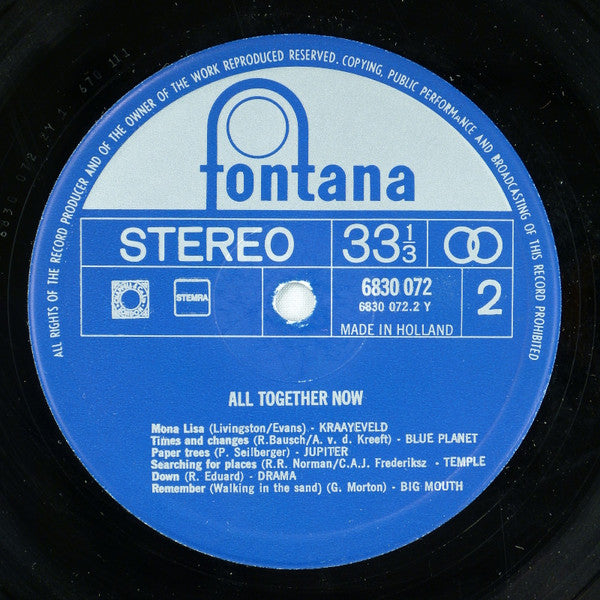 ALL RIGHTS OF THE RECORD PRODUCER AND OF THE OWNER OF THE WORK REPRODUCED RESERVED. COPYING, PUBLIC PERFORMANCE AND BROADCASTING OF THIS RECORD PROHIBITED
fontana
STEREO 33 1/3
6830 072
6830 072.2 Y
2
STEMRA
MADE IN HOLLAND
ALL TOGETHER NOW
Mona Lisa (Livingston/Evans) - KRAAYEVELD
Times and changes (R.Bausch/A. v. d. Kreeft) - BLUE PLANET
Paper trees (P. Seilberger) - JUPITER
Searching for places (R.R. Norman/C.A.J. Frederiksz - TEMPLE
Down (R. Eduard) - DRAMA
Remember (Walking in the sand) (G. Morton) - BIG MOUTH